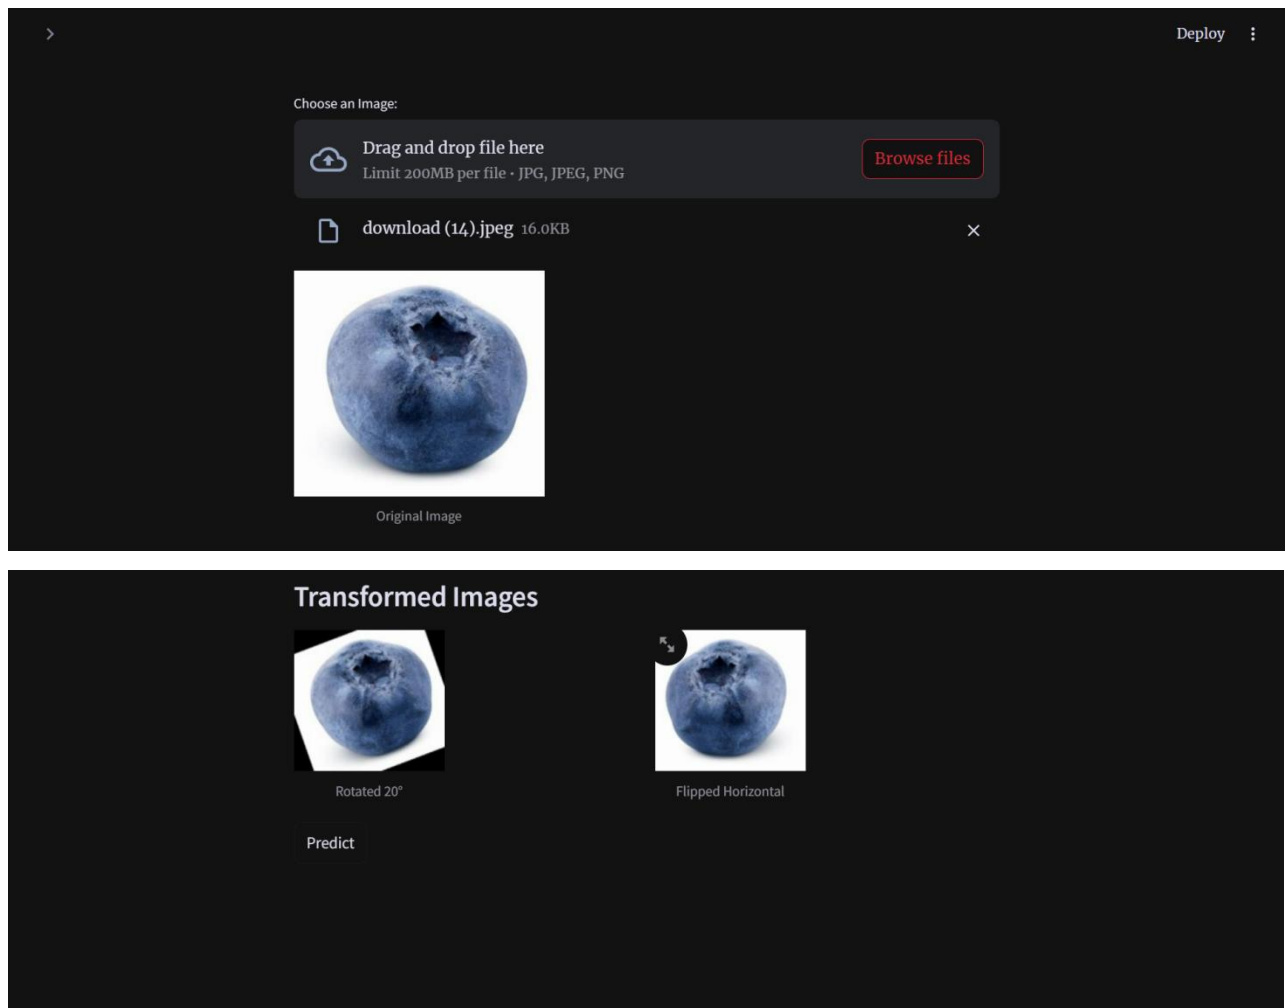 Deploy
Choose an Image:
Drag and drop file here
Limit 200MB per file • JPG, JPEG, PNG
Browse files
download (14).jpeg 16.0KB
Original Image
Transformed Images
Rotated 20°
Flipped Horizontal
Predict